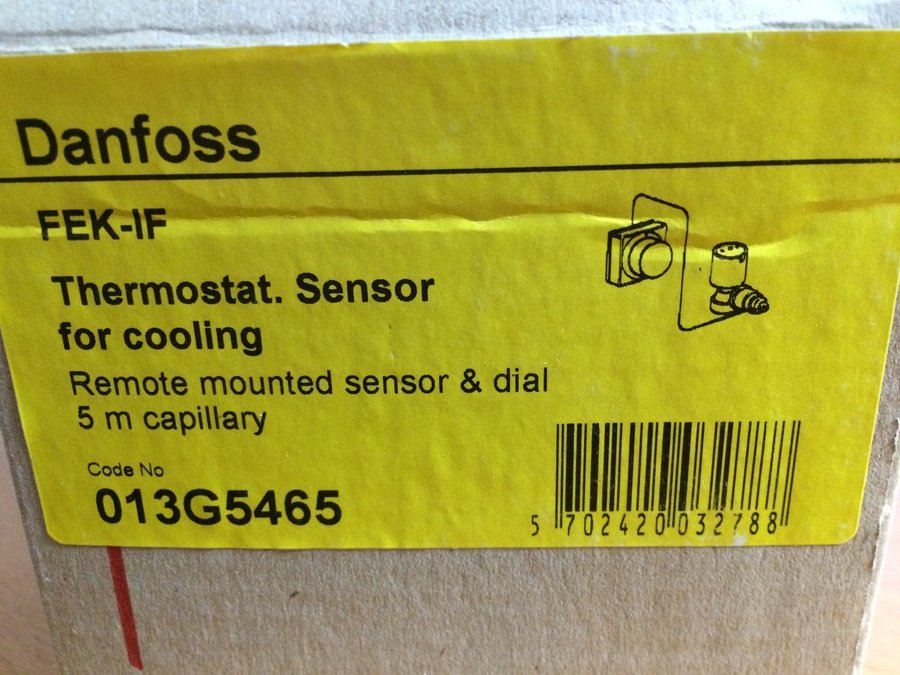 Danfoss
FEK-IF
Thermostat. Sensor
for cooling
Remote mounted sensor & dial
5 m capillary
Code No
013G5465
5 702420 032788